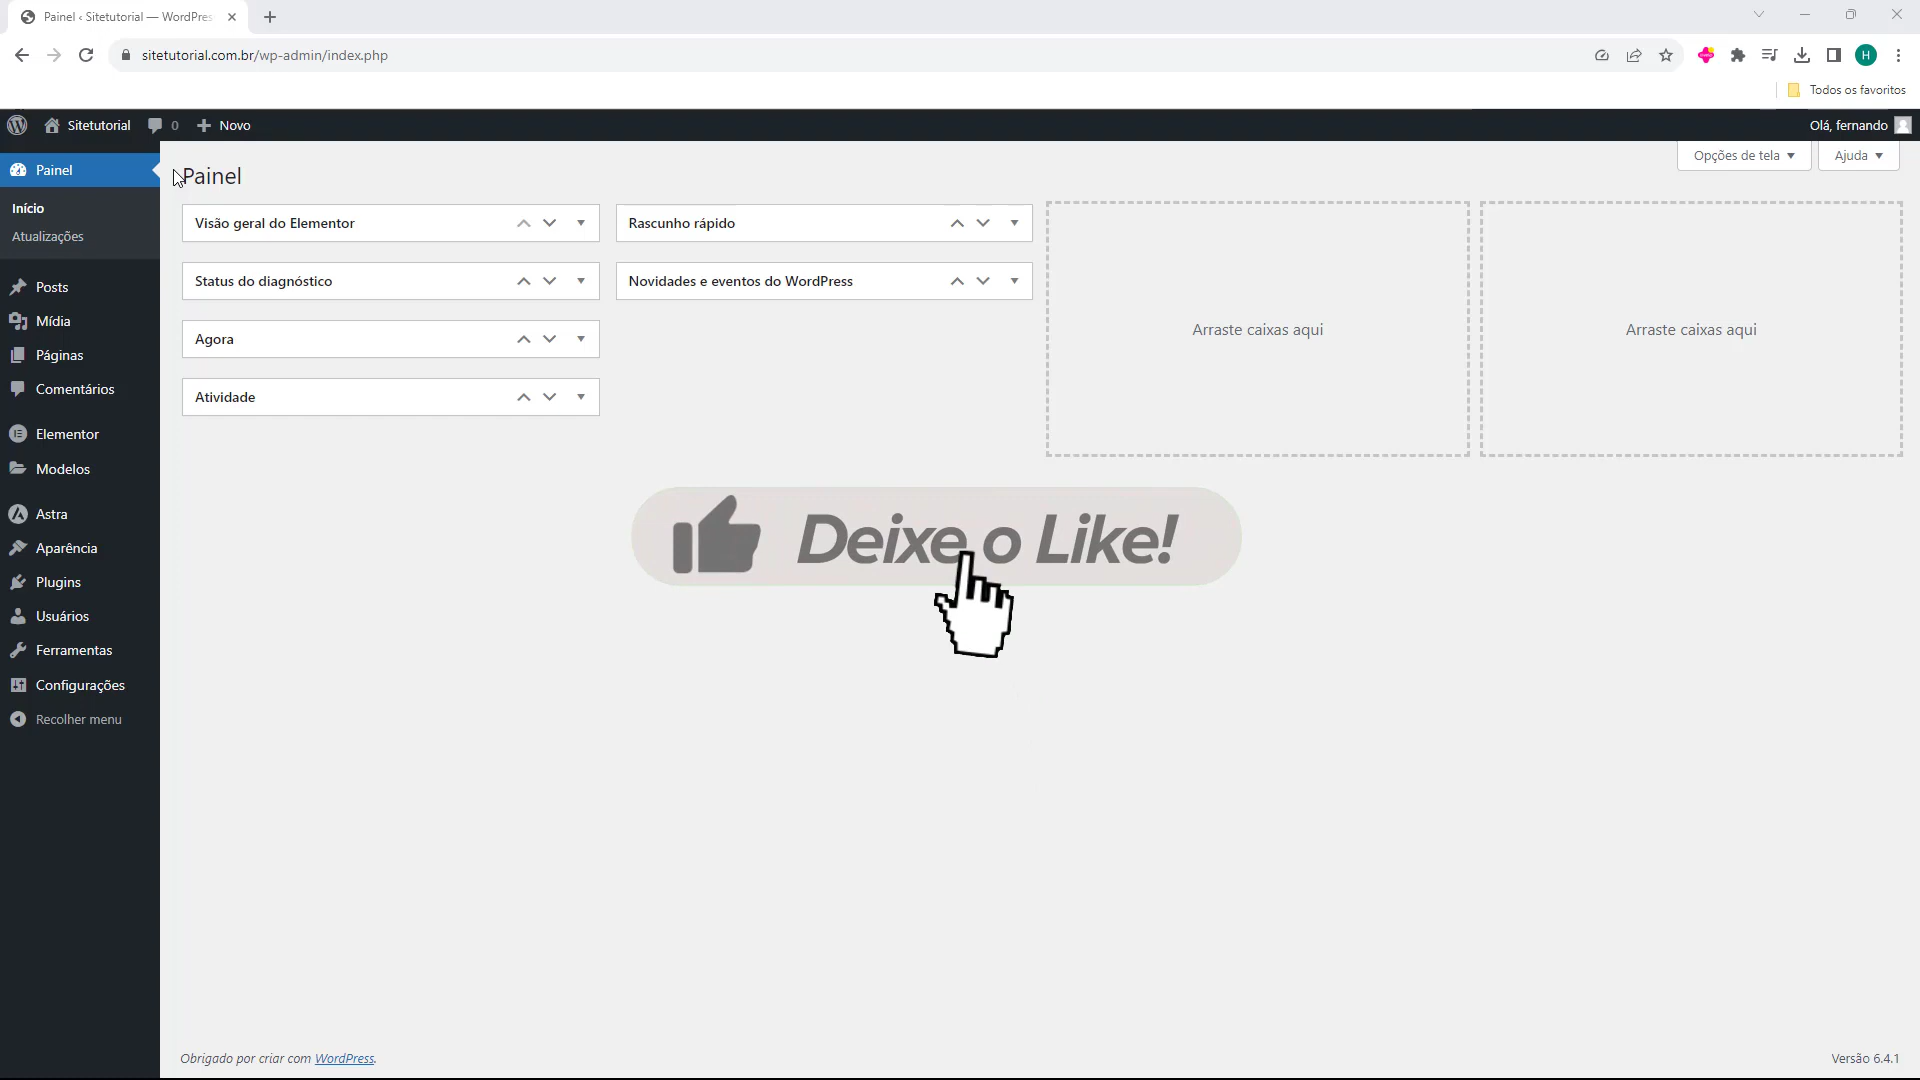 Painel ‹ Sitetutorial — WordPres
sitetutorial.com.br/wp-admin/index.php
H
Todos os favoritos
Sitetutorial
0
Novo
Olá, fernando
Painel
Início
Atualizações
Posts
Mídia
Páginas
Comentários
Elementor
Modelos
Astra
Aparência
Plugins
Usuários
Ferramentas
Configurações
Recolher menu
Painel
Opções de tela
Ajuda
Visão geral do Elementor
Rascunho rápido
Status do diagnóstico
Novidades e eventos do WordPress
Agora
Atividade
Arraste caixas aqui
Arraste caixas aqui
Deixe o Like!
Obrigado por criar com WordPress.
Versão 6.4.1